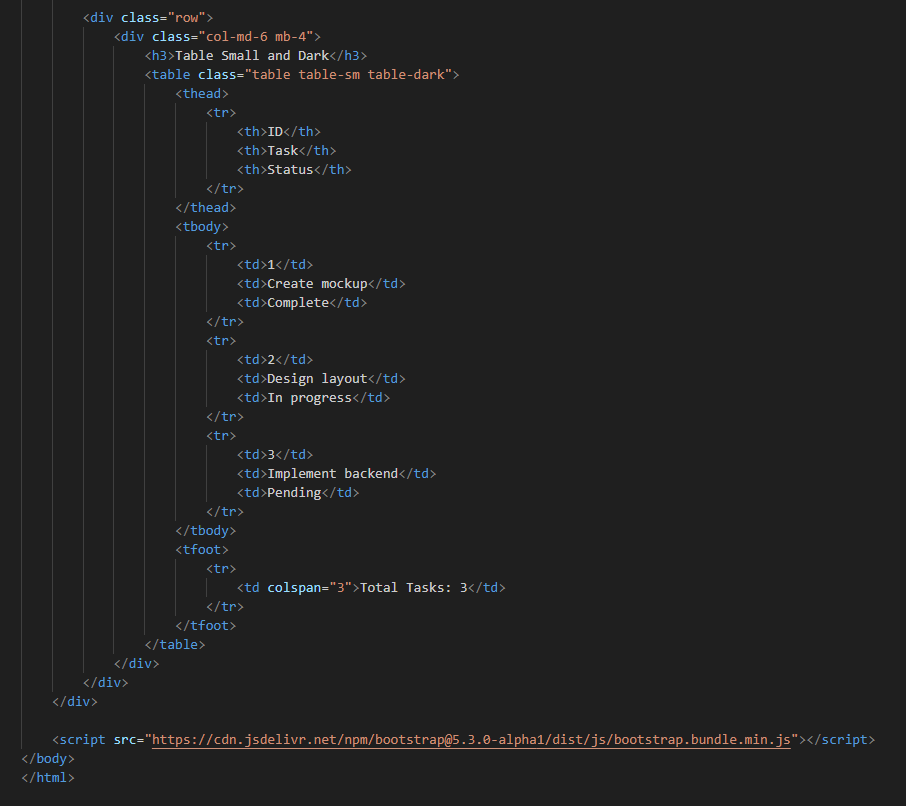 <div class="row">
<div class="col-md-6 mb-4">
<h3>Table Small and Dark</h3>
<table class="table table-sm table-dark">
<thead>
<tr>
<th>ID</th>
<th>Task</th>
<th>Status</th>
</tr>
</thead>
<tbody>
<tr>
<td>1</td>
<td>Create mockup</td>
<td>Complete</td>
</tr>
<tr>
<td>2</td>
<td>Design layout</td>
<td>In progress</td>
</tr>
<tr>
<td>3</td>
<td>Implement backend</td>
<td>Pending</td>
</tr>
</tbody>
<tfoot>
<tr>
<td colspan="3">Total Tasks: 3</td>
</tr>
</tfoot>
</table>
</div>
</div>
</div>
<script src="https://cdn.jsdelivr.net/npm/bootstrap@5.3.0-alpha1/dist/js/bootstrap.bundle.min.js"></script>
</body>
</html>